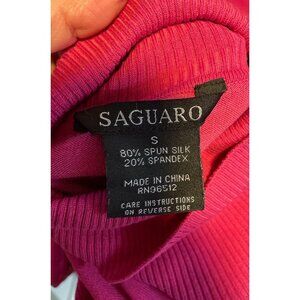 SAGUARO
S
80% SPUN SILK
20% SPANDEX
MADE IN CHINA
RN96512
CARE INSTRUCTIONS
ON REVERSE SIDE